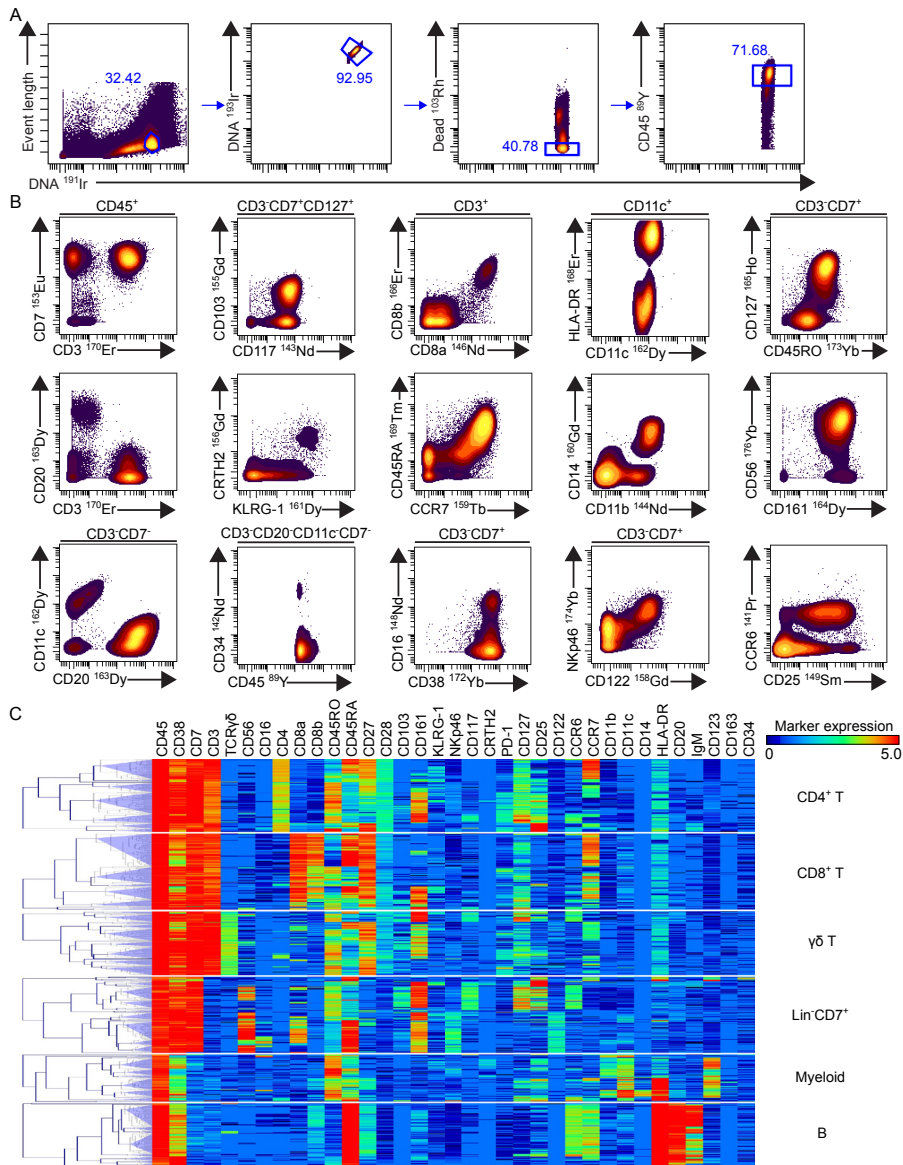 A
Event length
32.42
DNA ¹⁹³Ir
92.95
Dead ¹⁰³Rh
40.78
CD45 ⁸⁹Y
71.68
DNA ¹⁹¹Ir
B
CD45⁺
CD3⁻CD7⁺CD127⁺
CD3⁺
CD11c⁺
CD3⁻CD7⁺
CD7 ¹⁵³Eu
CD3 ¹⁷⁰Er
CD103 ¹⁵⁵Gd
CD117 ¹⁴³Nd
CD8b ¹⁶⁶Er
CD8a ¹⁴⁶Nd
HLA-DR ¹⁶⁸Er
CD11c ¹⁶²Dy
CD127 ¹⁶⁵Ho
CD45RO ¹⁷³Yb
CD20 ¹⁶³Dy
CD3 ¹⁷⁰Er
CRTH2 ¹⁵⁶Gd
KLRG-1 ¹⁶¹Dy
CD45RA ¹⁶⁹Tm
CCR7 ¹⁵⁹Tb
CD14 ¹⁶⁰Gd
CD11b ¹⁴⁴Nd
CD56 ¹⁷⁶Yb
CD161 ¹⁶⁴Dy
CD3⁻CD7⁻
CD3⁻CD20⁻CD11c⁻CD7⁻
CD3⁻CD7⁺
CD3⁻CD7⁺
CD11c ¹⁶²Dy
CD20 ¹⁶³Dy
CD34 ¹⁴²Nd
CD45 ⁸⁹Y
CD16 ¹⁴⁸Nd
CD38 ¹⁷²Yb
NKp46 ¹⁷⁴Yb
CD122 ¹⁵⁸Gd
CCR6 ¹⁴¹Pr
CD25 ¹⁴⁹Sm
C
CD45
CD38
CD7
CD3
TCRγδ
CD56
CD16
CD4
CD8a
CD8b
CD45RO
CD45RA
CD27
CD28
CD103
CD161
KLRG-1
NKp46
CD117
CRTH2
PD-1
CD127
CD25
CD122
CCR6
CCR7
CD11b
CD11c
CD14
HLA-DR
CD20
IgM
CD123
CD163
CD34
Marker expression
0 5.0
CD4⁺ T
CD8⁺ T
γδ T
Lin⁻CD7⁺
Myeloid
B